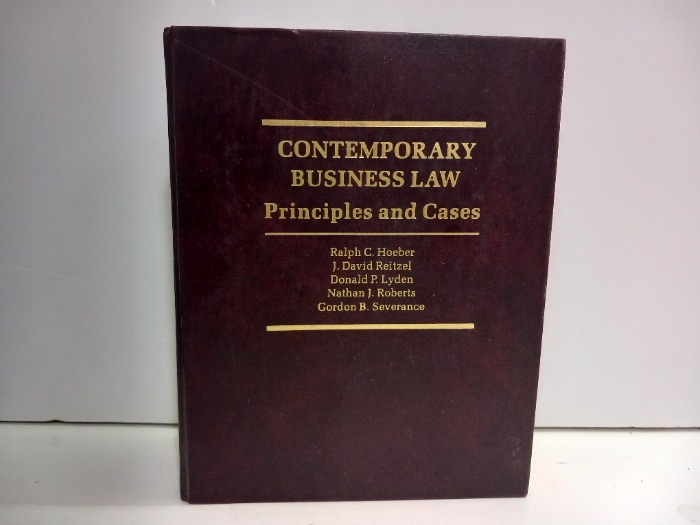 CONTEMPORARY
BUSINESS LAW
Principles and Cases
Ralph C. Hoeber
J. David Reitzel
Donald P. Lyden
Nathan J. Roberts
Gordon B. Severance